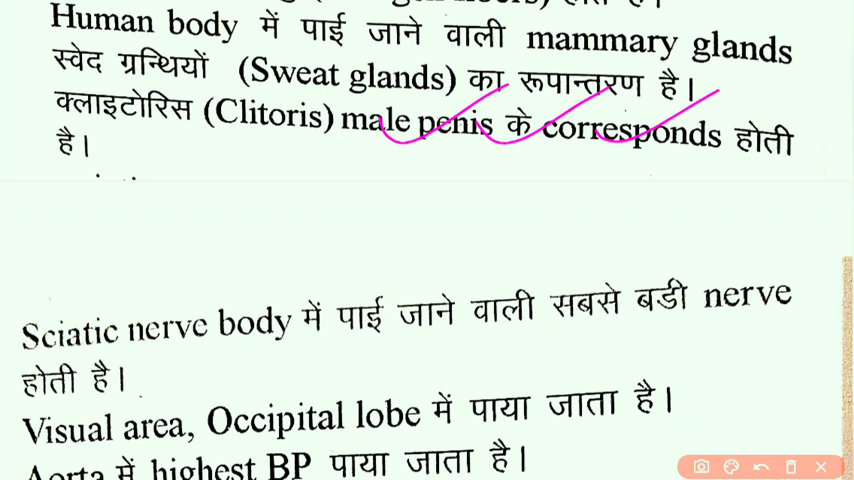 Human body में पाई जाने वाली mammary glands
स्वेद ग्रन्थियों (Sweat glands) का रूपान्तरण है।
क्लाइटोरिस (Clitoris) male penis के corresponds होती
है।
Sciatic nerve body में पाई जाने वाली सबसे बडी nerve
होती है।
Visual area, Occipital lobe में पाया जाता है।
Aorta में highest BP पाया जाता है।